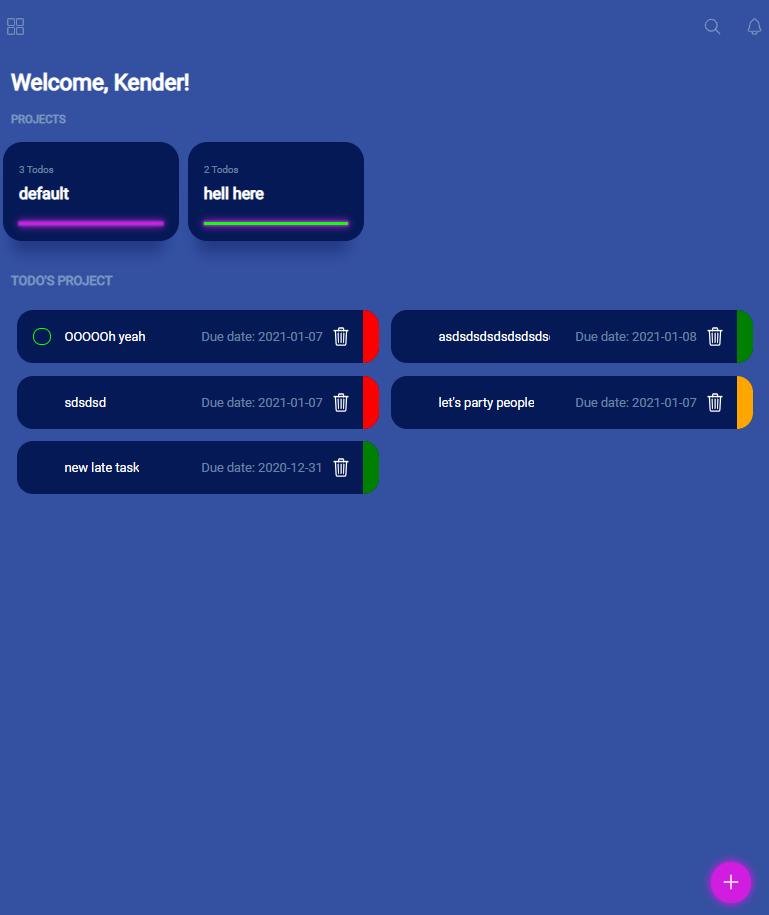 Welcome, Kender!
PROJECTS
3 Todos
default
2 Todos
hell here
TODO'S PROJECT
OOOOOh yeah Due date: 2021-01-07
asdsdsdsdsdsdsds Due date: 2021-01-08
sdsdsd Due date: 2021-01-07
let's party people Due date: 2021-01-07
new late task Due date: 2020-12-31